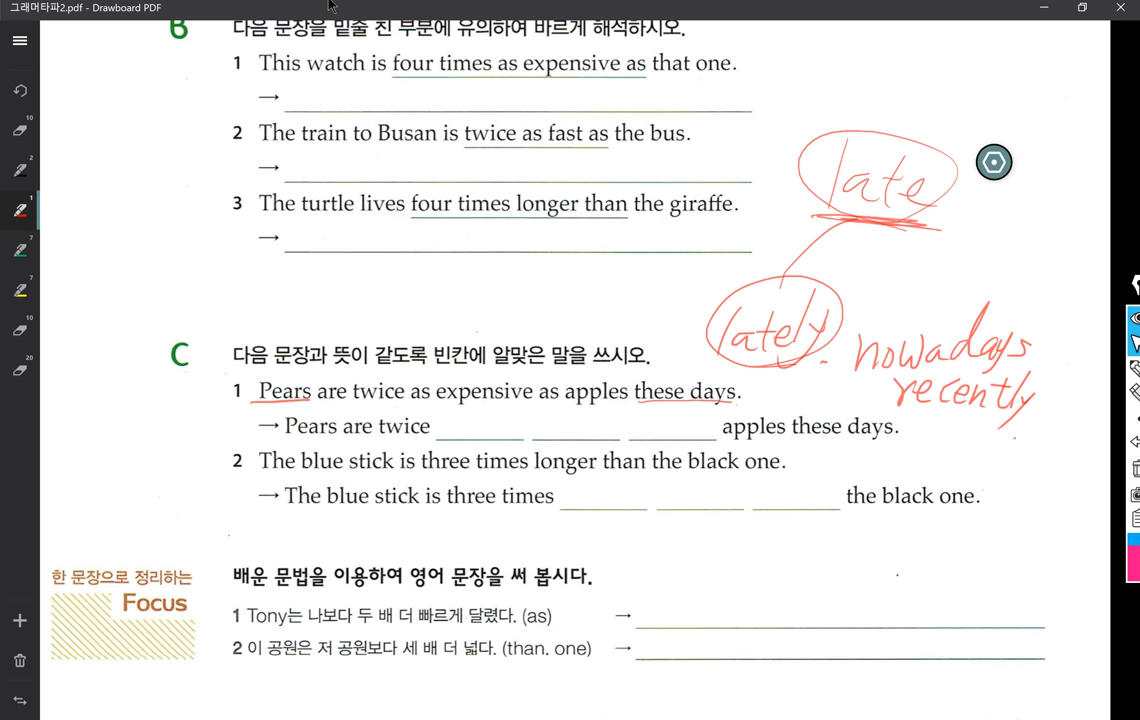 그래머타파2.pdf - Drawboard PDF
B 다음 문장을 밑줄 친 부분에 유의하여 바르게 해석하시오.
1 This watch is four times as expensive as that one.
→
2 The train to Busan is twice as fast as the bus.
→
3 The turtle lives four times longer than the giraffe.
→
late
lately
nowadays
recently
C 다음 문장과 뜻이 같도록 빈칸에 알맞은 말을 쓰시오.
1 Pears are twice as expensive as apples these days.
→ Pears are twice apples these days.
2 The blue stick is three times longer than the black one.
→ The blue stick is three times the black one.
한 문장으로 정리하는
Focus
배운 문법을 이용하여 영어 문장을 써 봅시다.
1 Tony는 나보다 두 배 더 빠르게 달렸다. (as) →
2 이 공원은 저 공원보다 세 배 더 넓다. (than, one) →
10
2
1
7
7
10
20